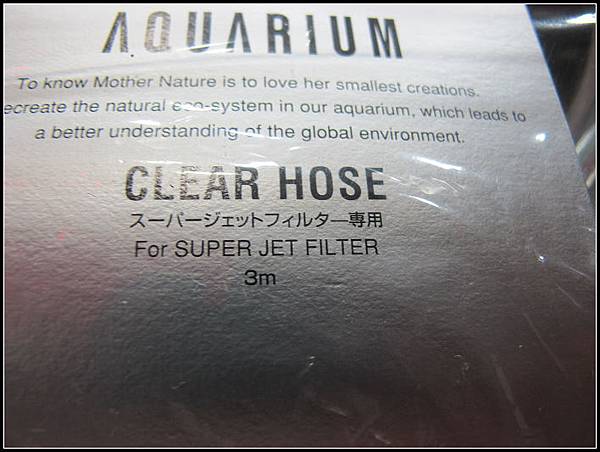 AQUARIUM
To know Mother Nature is to love her smallest creations.
ecreate the natural eco-system in our aquarium, which leads to
a better understanding of the global environment.
CLEAR HOSE
スーパージェットフィルター専用
For SUPER JET FILTER
3m